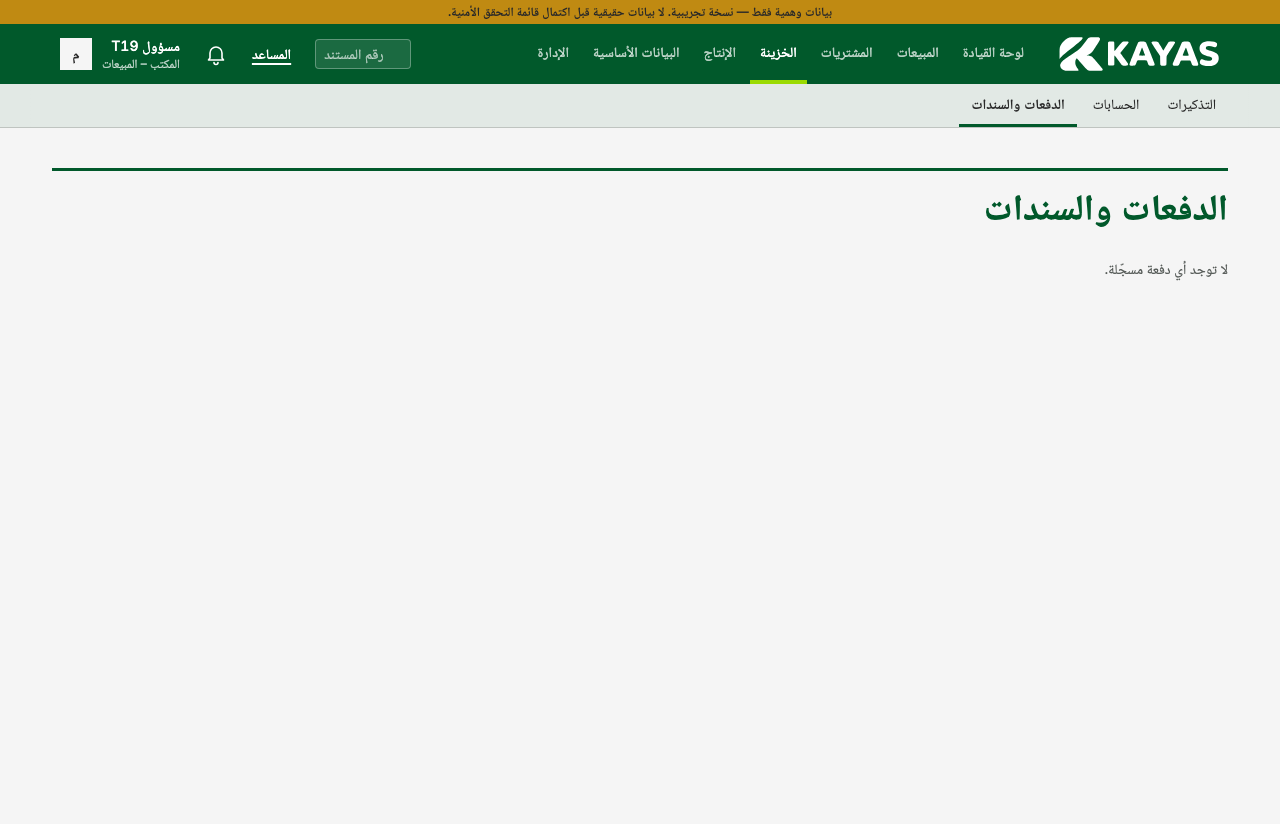 بيانات وهمية فقط — نسخة تجريبية. لا بيانات حقيقية قبل اكتمال قائمة التحقق الأمنية.
KAYAS
لوحة القيادة
المبيعات
المشتريات
الخزينة
الإنتاج
البيانات الأساسية
الإدارة
رقم المستند
المساعد
مسؤول T19
المكتب – المبيعات
م
التذكيرات
الحسابات
الدفعات والسندات
الدفعات والسندات
لا توجد أي دفعة مسجّلة.